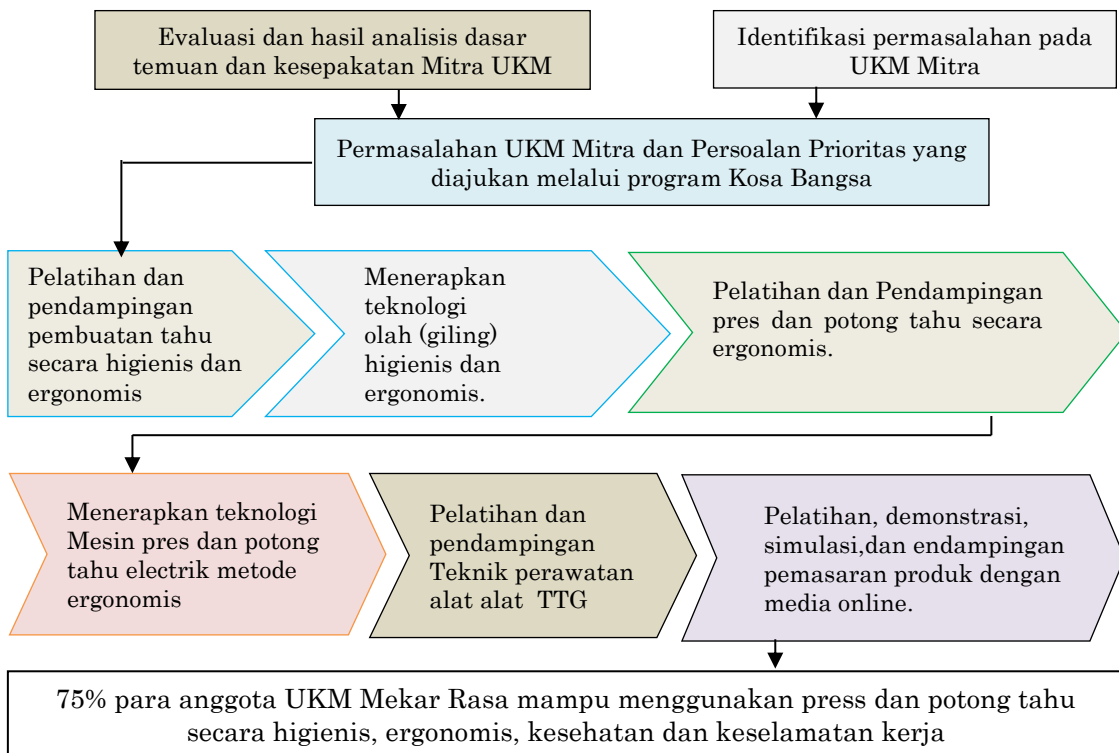 Evaluasi dan hasil analisis dasar
temuan dan kesepakatan Mitra UKM
Identifikasi permasalahan pada
UKM Mitra
Permasalahan UKM Mitra dan Persoalan Prioritas yang
diajukan melalui program Kosa Bangsa
Pelatihan dan
pendampingan
pembuatan tahu
secara higienis dan
ergonomis
Menerapkan
teknologi
olah (giling)
higienis dan
ergonomis.
Pelatihan dan Pendampingan
pres dan potong tahu secara
ergonomis.
Menerapkan teknologi
Mesin pres dan potong
tahu electrik metode
ergonomis
Pelatihan dan
pendampingan
Teknik perawatan
alat alat TTG
Pelatihan, demonstrasi,
simulasi,dan endampingan
pemasaran produk dengan
media online.
75% para anggota UKM Mekar Rasa mampu menggunakan press dan potong tahu
secara higienis, ergonomis, kesehatan dan keselamatan kerja